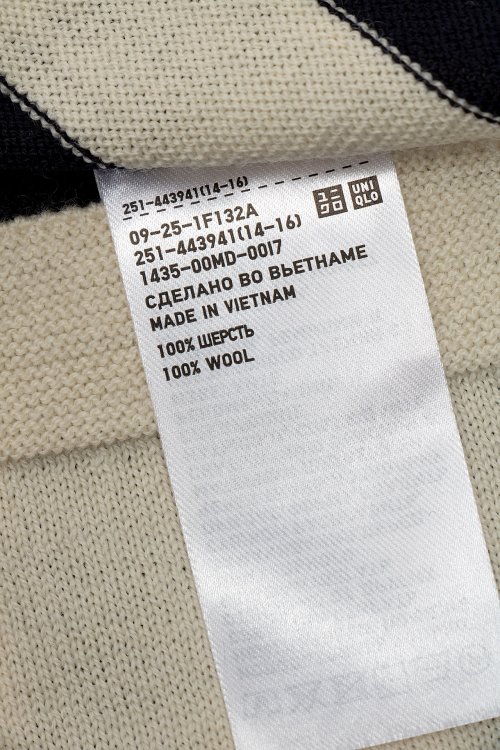 251-443941(14-16)
ユニ
クロ
UNI
QLO
09-25-1F132A
251-443941(14-16)
1435-00MD-0017
СДЕЛАНО ВО ВЬЕТНАМЕ
MADE IN VIETNAM
100% ШЕРСТЬ
100% WOOL